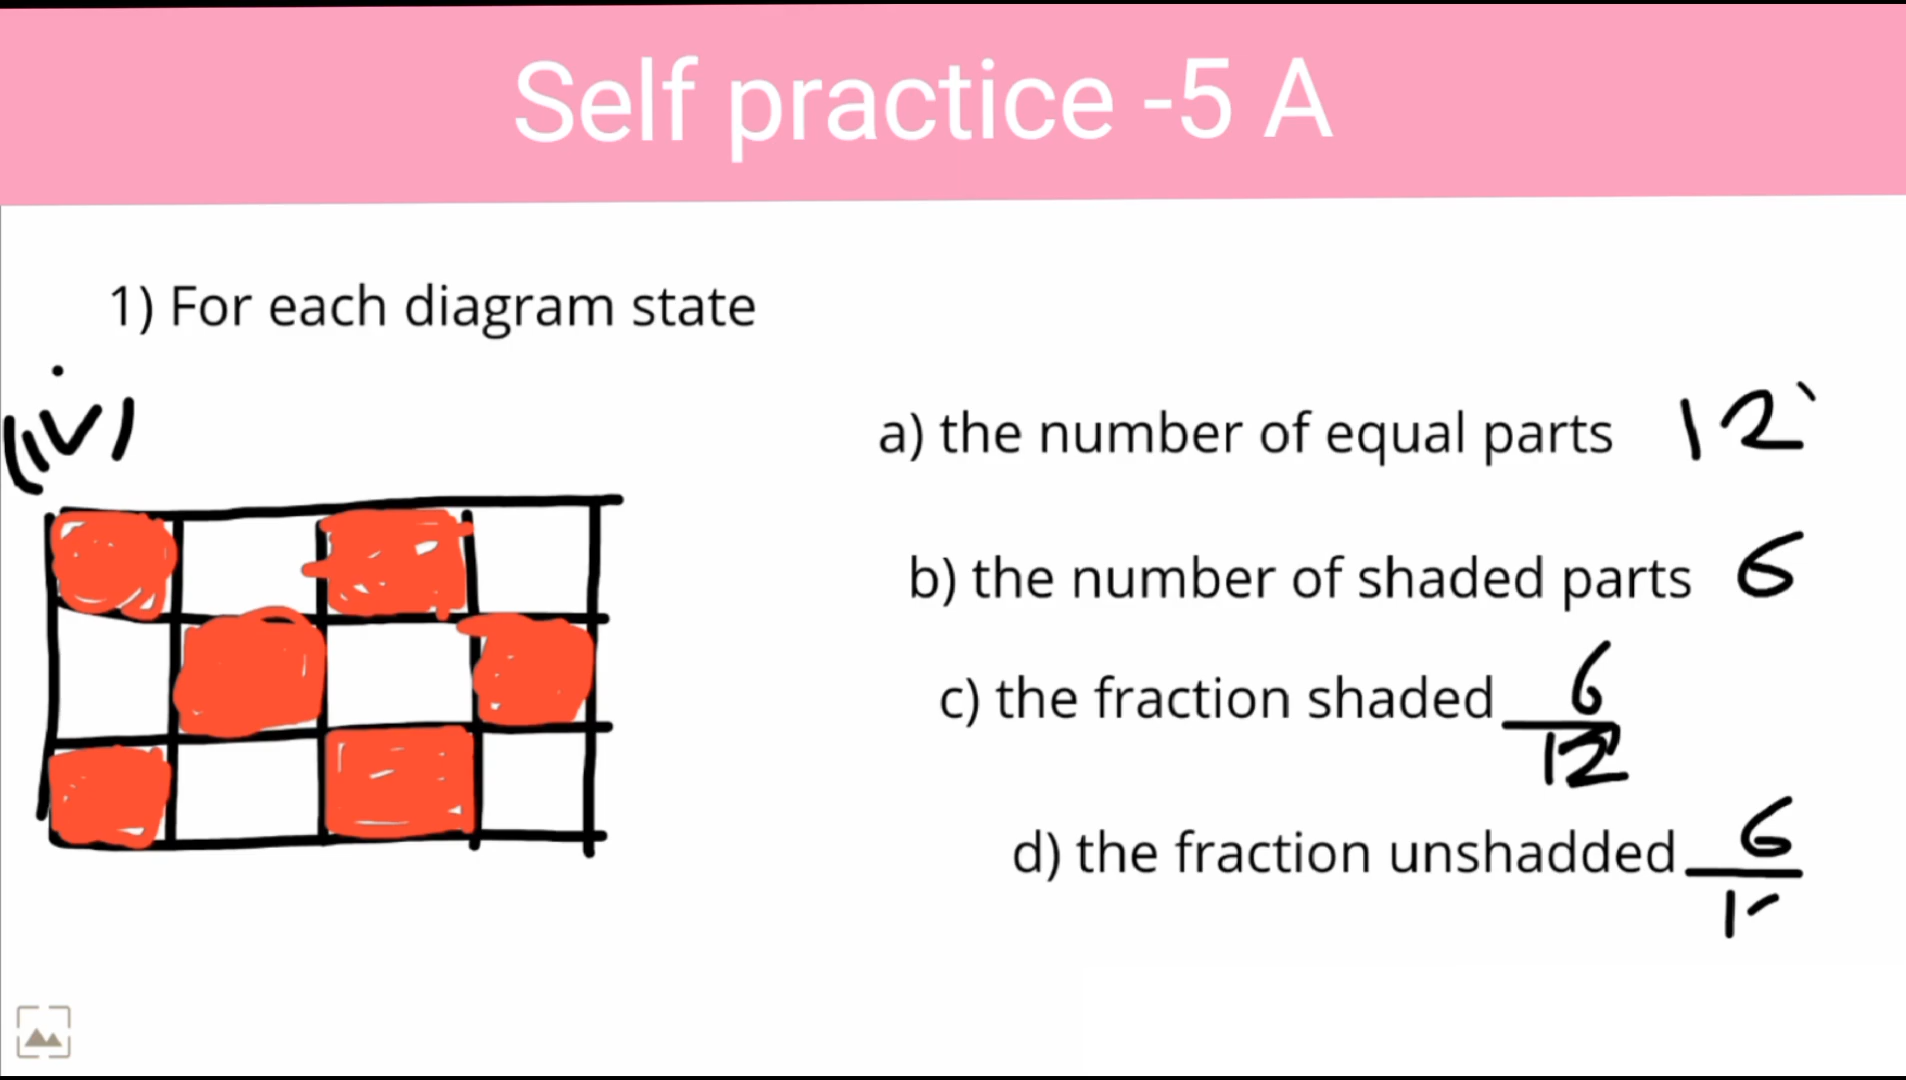 Self practice -5 A
1) For each diagram state
(iv)
a) the number of equal parts 12
b) the number of shaded parts 6
c) the fraction shaded 6
12
d) the fraction unshadded 6
1